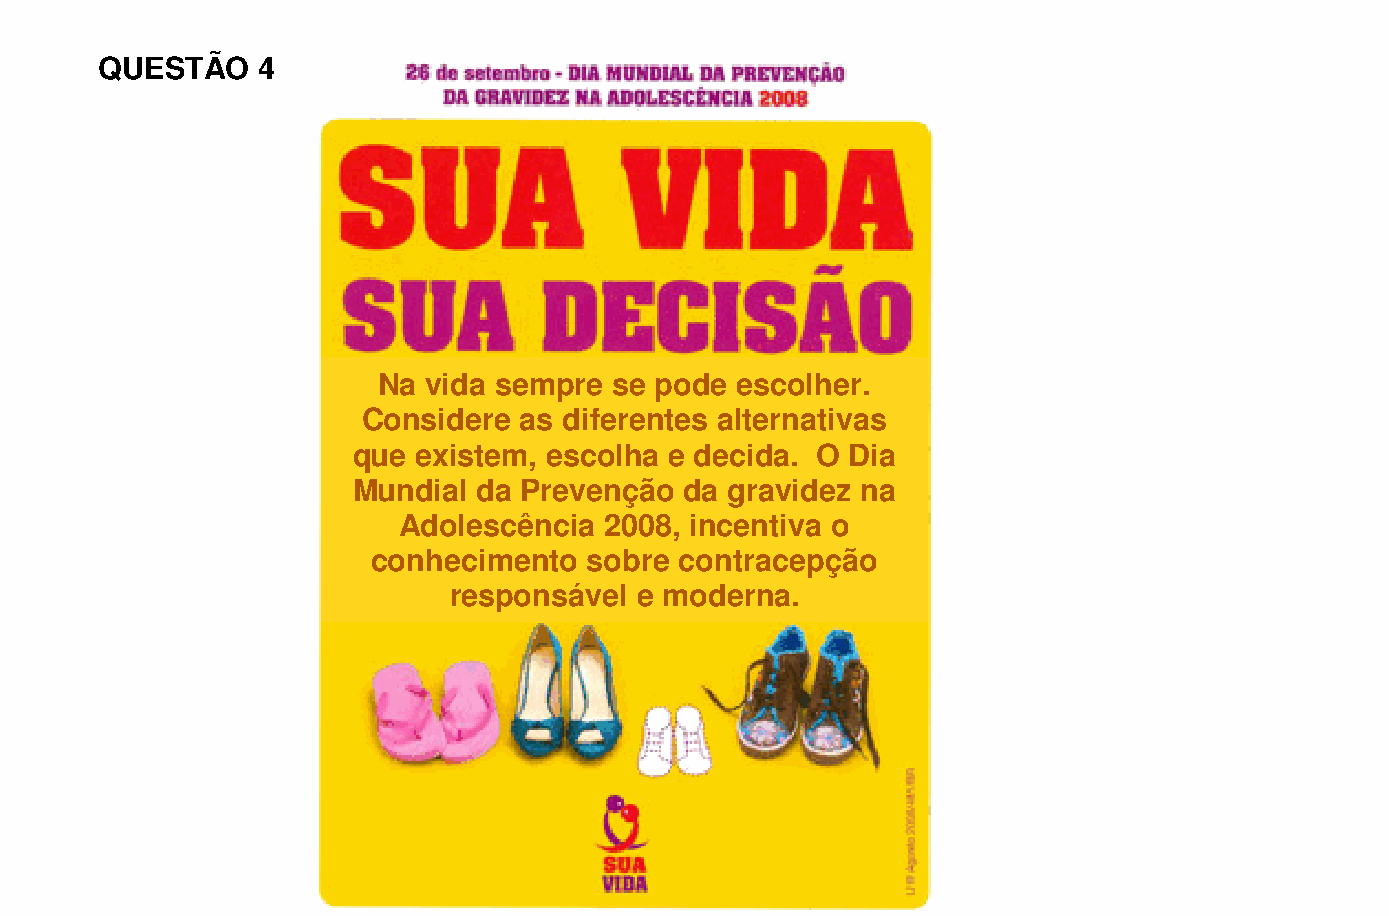 QUESTÃO 4
26 de setembro - DIA MUNDIAL DA PREVENÇÃO
DA GRAVIDEZ NA ADOLESCÊNCIA 2008
SUA VIDA
SUA DECISÃO
Na vida sempre se pode escolher.
Considere as diferentes alternativas
que existem, escolha e decida. O Dia
Mundial da Prevenção da gravidez na
Adolescência 2008, incentiva o
conhecimento sobre contracepção
responsável e moderna.
SUA
VIDA